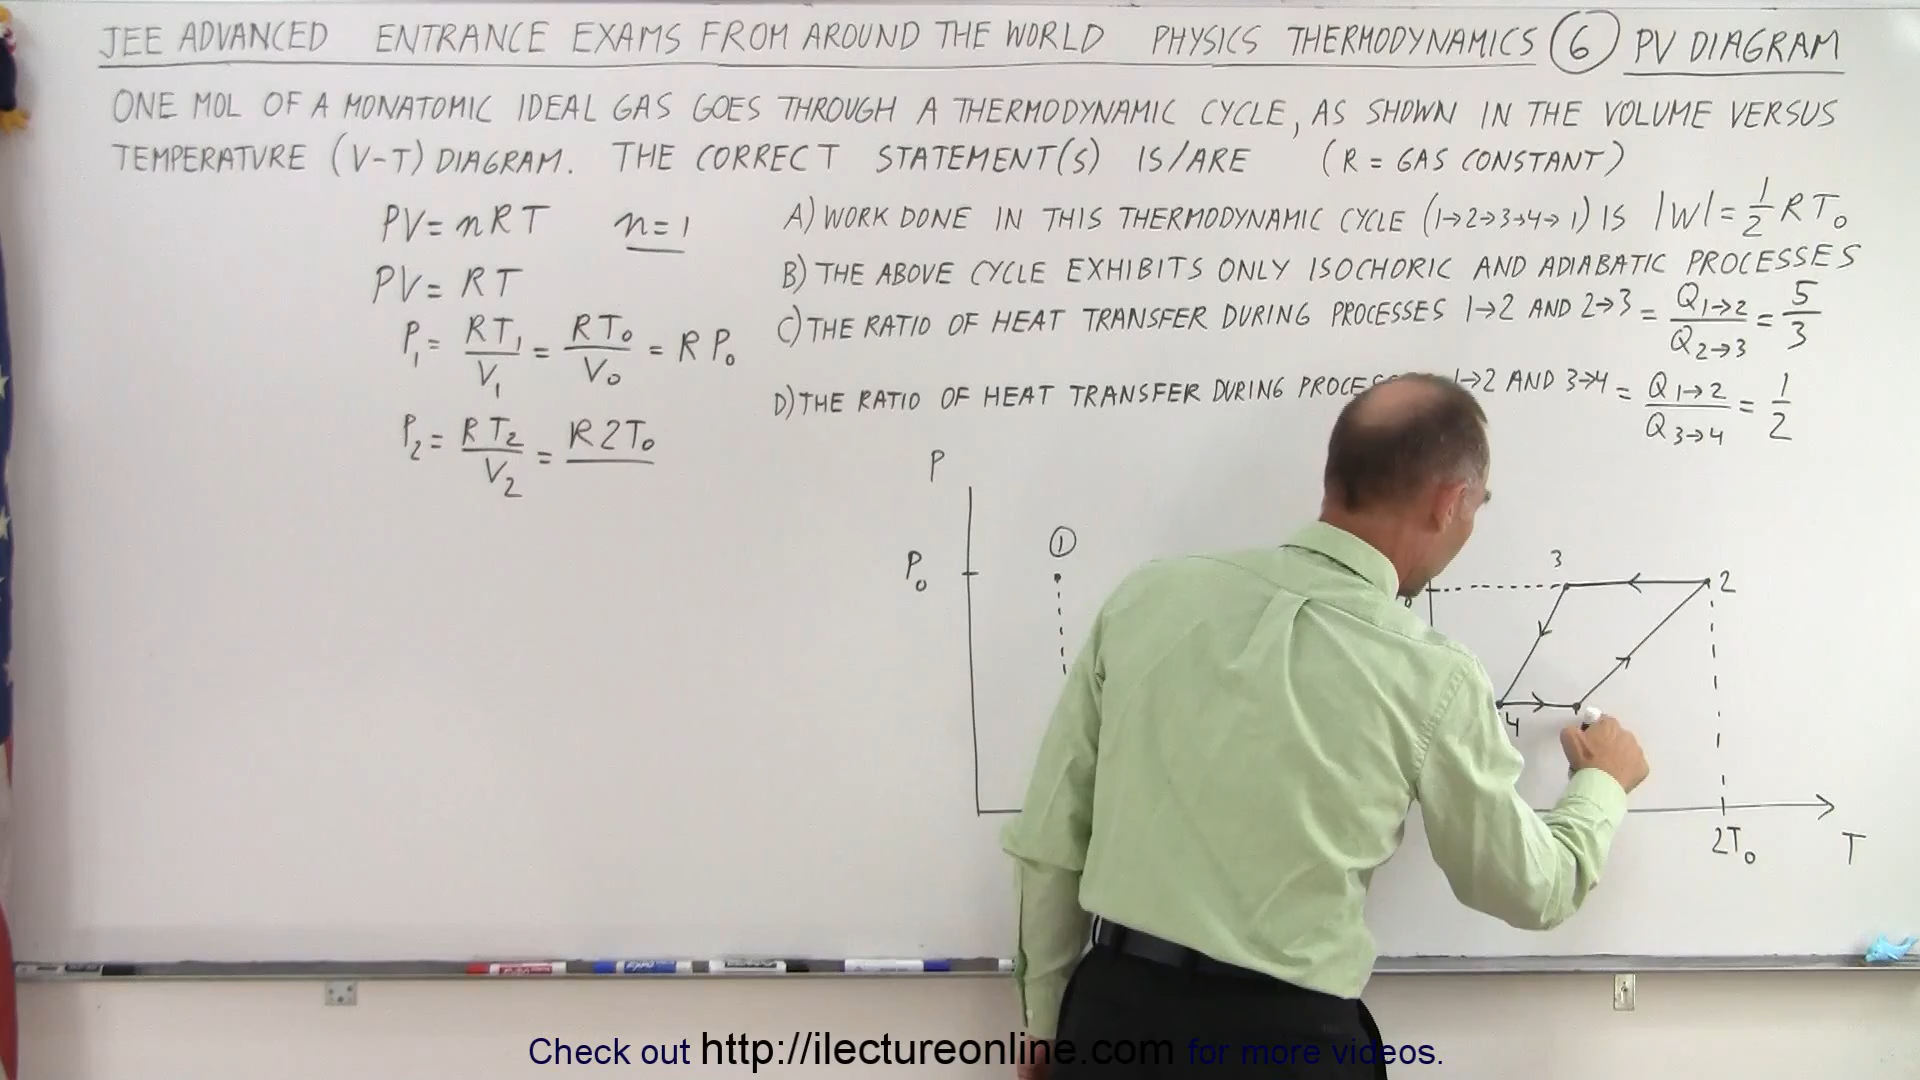 JEE ADVANCED ENTRANCE EXAMS FROM AROUND THE WORLD PHYSICS THERMODYNAMICS 6 PV DIAGRAM
ONE MOL OF A MONATOMIC IDEAL GAS GOES THROUGH A THERMODYNAMIC CYCLE, AS SHOWN IN THE VOLUME VERSUS
TEMPERATURE (V-T) DIAGRAM. THE CORRECT STATEMENT(S) IS/ARE (R = GAS CONSTANT)
PV = nRT n = 1
PV = RT
P₁ = RT₁/V₁ = RT₀/V₀ = R P₀
P₂ = RT₂/V₂ = R2T₀
A) WORK DONE IN THIS THERMODYNAMIC CYCLE (1→2→3→4→1) IS |W| = 1/2 RT₀
B) THE ABOVE CYCLE EXHIBITS ONLY ISOCHORIC AND ADIABATIC PROCESSES
C) THE RATIO OF HEAT TRANSFER DURING PROCESSES 1→2 AND 2→3 = Q₁→₂/Q₂→₃ = 5/3
D) THE RATIO OF HEAT TRANSFER DURING 1→2 AND 3→4 = Q₁→₂/Q₃→₄ = 1/2
P
P₀
1
3
2
4
2T₀
T
Check out http://ilectureonline.com for more videos.